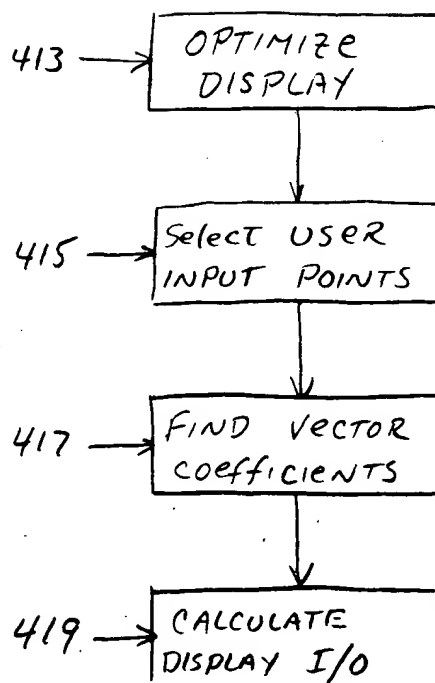 413
OPTIMIZE
DISPLAY
415
Select USER
INPUT POINTS
417
FIND VECTOR
COEFFICIENTS
419
CALCULATE
DISPLAY I/O